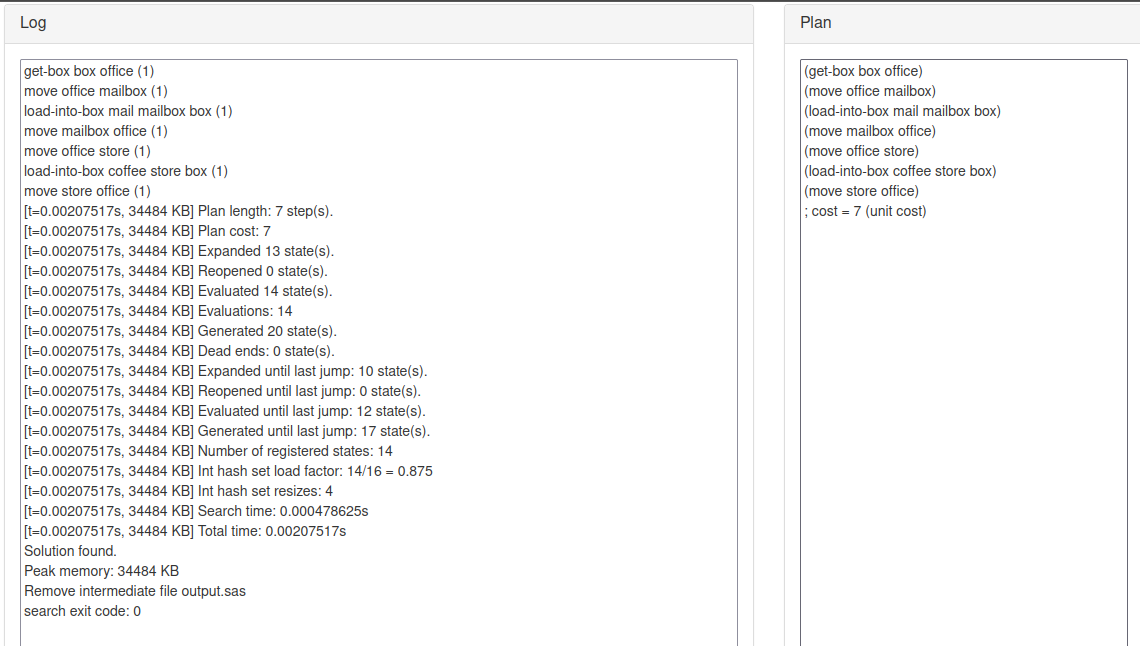 Log
get-box box office (1)
move office mailbox (1)
load-into-box mail mailbox box (1)
move mailbox office (1)
move office store (1)
load-into-box coffee store box (1)
move store office (1)
[t=0.00207517s, 34484 KB] Plan length: 7 step(s).
[t=0.00207517s, 34484 KB] Plan cost: 7
[t=0.00207517s, 34484 KB] Expanded 13 state(s).
[t=0.00207517s, 34484 KB] Reopened 0 state(s).
[t=0.00207517s, 34484 KB] Evaluated 14 state(s).
[t=0.00207517s, 34484 KB] Evaluations: 14
[t=0.00207517s, 34484 KB] Generated 20 state(s).
[t=0.00207517s, 34484 KB] Dead ends: 0 state(s).
[t=0.00207517s, 34484 KB] Expanded until last jump: 10 state(s).
[t=0.00207517s, 34484 KB] Reopened until last jump: 0 state(s).
[t=0.00207517s, 34484 KB] Evaluated until last jump: 12 state(s).
[t=0.00207517s, 34484 KB] Generated until last jump: 17 state(s).
[t=0.00207517s, 34484 KB] Number of registered states: 14
[t=0.00207517s, 34484 KB] Int hash set load factor: 14/16 = 0.875
[t=0.00207517s, 34484 KB] Int hash set resizes: 4
[t=0.00207517s, 34484 KB] Search time: 0.000478625s
[t=0.00207517s, 34484 KB] Total time: 0.00207517s
Solution found.
Peak memory: 34484 KB
Remove intermediate file output.sas
search exit code: 0
Plan
(get-box box office)
(move office mailbox)
(load-into-box mail mailbox box)
(move mailbox office)
(move office store)
(load-into-box coffee store box)
(move store office)
; cost = 7 (unit cost)